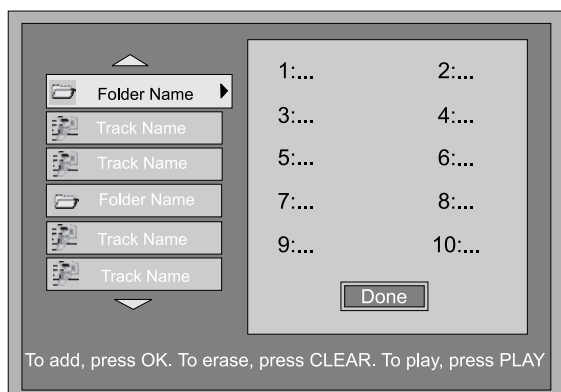 Folder Name
Track Name
Track Name
Folder Name
Track Name
Track Name
1:... 2:...
3:... 4:...
5:... 6:...
7:... 8:...
9:... 10:...
Done
To add, press OK. To erase, press CLEAR. To play, press PLAY